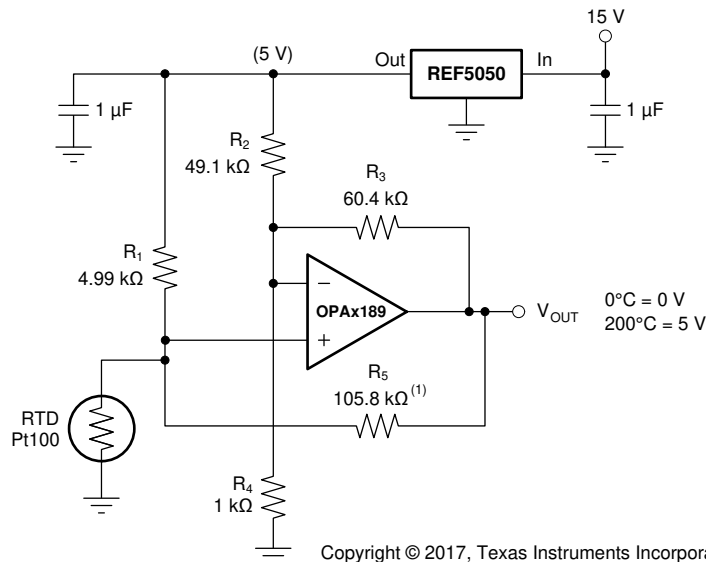 15 V
(5 V)
Out
REF5050
In
1 µF
1 µF
R2
49.1 kΩ
R3
60.4 kΩ
R1
4.99 kΩ
−
OPAx189
+
VOUT
0°C = 0 V
200°C = 5 V
R5
105.8 kΩ(1)
RTD
Pt100
R4
1 kΩ
Copyright © 2017, Texas Instruments Incorpora